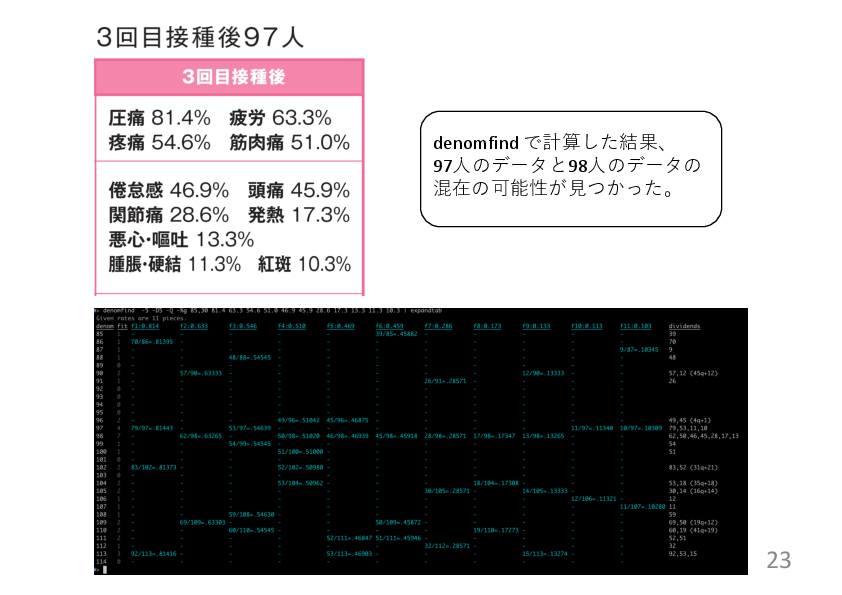 3回目接種後97人
3回目接種後
圧痛 81.4% 疲労 63.3%
疼痛 54.6% 筋肉痛 51.0%
倦怠感 46.9% 頭痛 45.9%
関節痛 28.6% 発熱 17.3%
悪心・嘔吐 13.3%
腫脹・硬結 11.3% 紅斑 10.3%
denomfind で計算した結果、
97人のデータと98人のデータの
混在の可能性が見つかった。
denomfind -5 -D5 -Q -%g 85,30 81.4 63.3 54.6 51.0 46.9 45.9 28.6 17.3 13.3 11.3 10.3 | expandtab
Given rates are 11 pieces.
denom fit f1:0.814 f2:0.633 f3:0.546 f4:0.510 f5:0.469 f6:0.459 f7:0.286 f8:0.173 f9:0.133 f10:0.113 f11:0.103 dividends
85 1 - - - - - 39/85=.45882 - - - - - 39
86 1 70/86=.81395 - - - - - - - - - - 70
87 1 - - - - - - - - - - 9/87=.10345 9
88 1 - - 48/88=.54545 - - - - - - - - 48
89 0 - - - - - - - - - - -
90 2 - 57/90=.63333 - - - - - - 12/90=.13333 - - 57,12 (45q+12)
91 1 - - - - - - 26/91=.28571 - - - - 26
92 0 - - - - - - - - - - -
93 0 - - - - - - - - - - -
94 0 - - - - - - - - - - -
95 0 - - - - - - - - - - -
96 2 - - - 49/96=.51042 45/96=.46875 - - - - - - 49,45 (4q+1)
97 4 79/97=.81443 - 53/97=.54639 - - - - - - 11/97=.11340 10/97=.10309 79,53,11,10
98 7 - 62/98=.63265 - 50/98=.51020 46/98=.46939 45/98=.45918 28/98=.28571 17/98=.17347 13/98=.13265 - - 62,50,46,45,28,17,13
99 1 - - 54/99=.54545 - - - - - - - - 54
100 1 - - - 51/100=.51000 - - - - - - - 51
101 0 - - - - - - - - - - -
102 2 83/102=.81373 - - 52/102=.50980 - - - - - - - 83,52 (31q+21)
103 0 - - - - - - - - - - -
104 2 - - - 53/104=.50962 - - - 18/104=.17308 - - - 53,18 (35q+18)
105 2 - - - - - - 30/105=.28571 - 14/105=.13333 - - 30,14 (16q+14)
106 1 - - - - - - - - - 12/106=.11321 - 12
107 1 - - - - - - - - - - 11/107=.10280 11
108 1 - - 59/108=.54630 - - - - - - - - 59
109 2 - 69/109=.63303 - - - 50/109=.45872 - - - - - 69,50 (19q+12)
110 2 - - 60/110=.54545 - - - - 19/110=.17273 - - - 60,19 (41q+19)
111 2 - - - - 52/111=.46847 51/111=.45946 - - - - - 52,51
112 1 - - - - - - 32/112=.28571 - - - - 32
113 3 92/113=.81416 - - - 53/113=.46903 - - - 15/113=.13274 - - 92,53,15
114 0 - - - - - - - - - - -
23